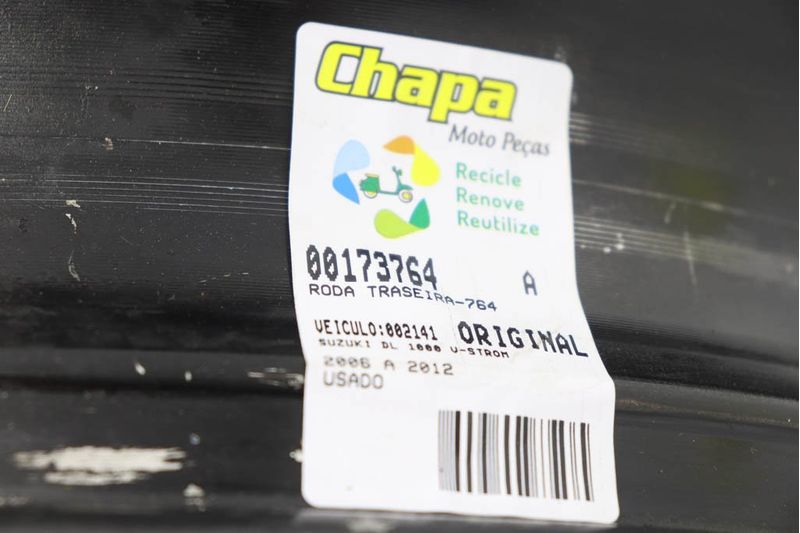 Chapa
Moto Peças
Recicle
Renove
Reutilize
00173764 A
RODA TRASEIRA-764
VEICULO:002141 ORIGINAL
SUZUKI DL 1000 V-STROM
2006 A 2012
USADO